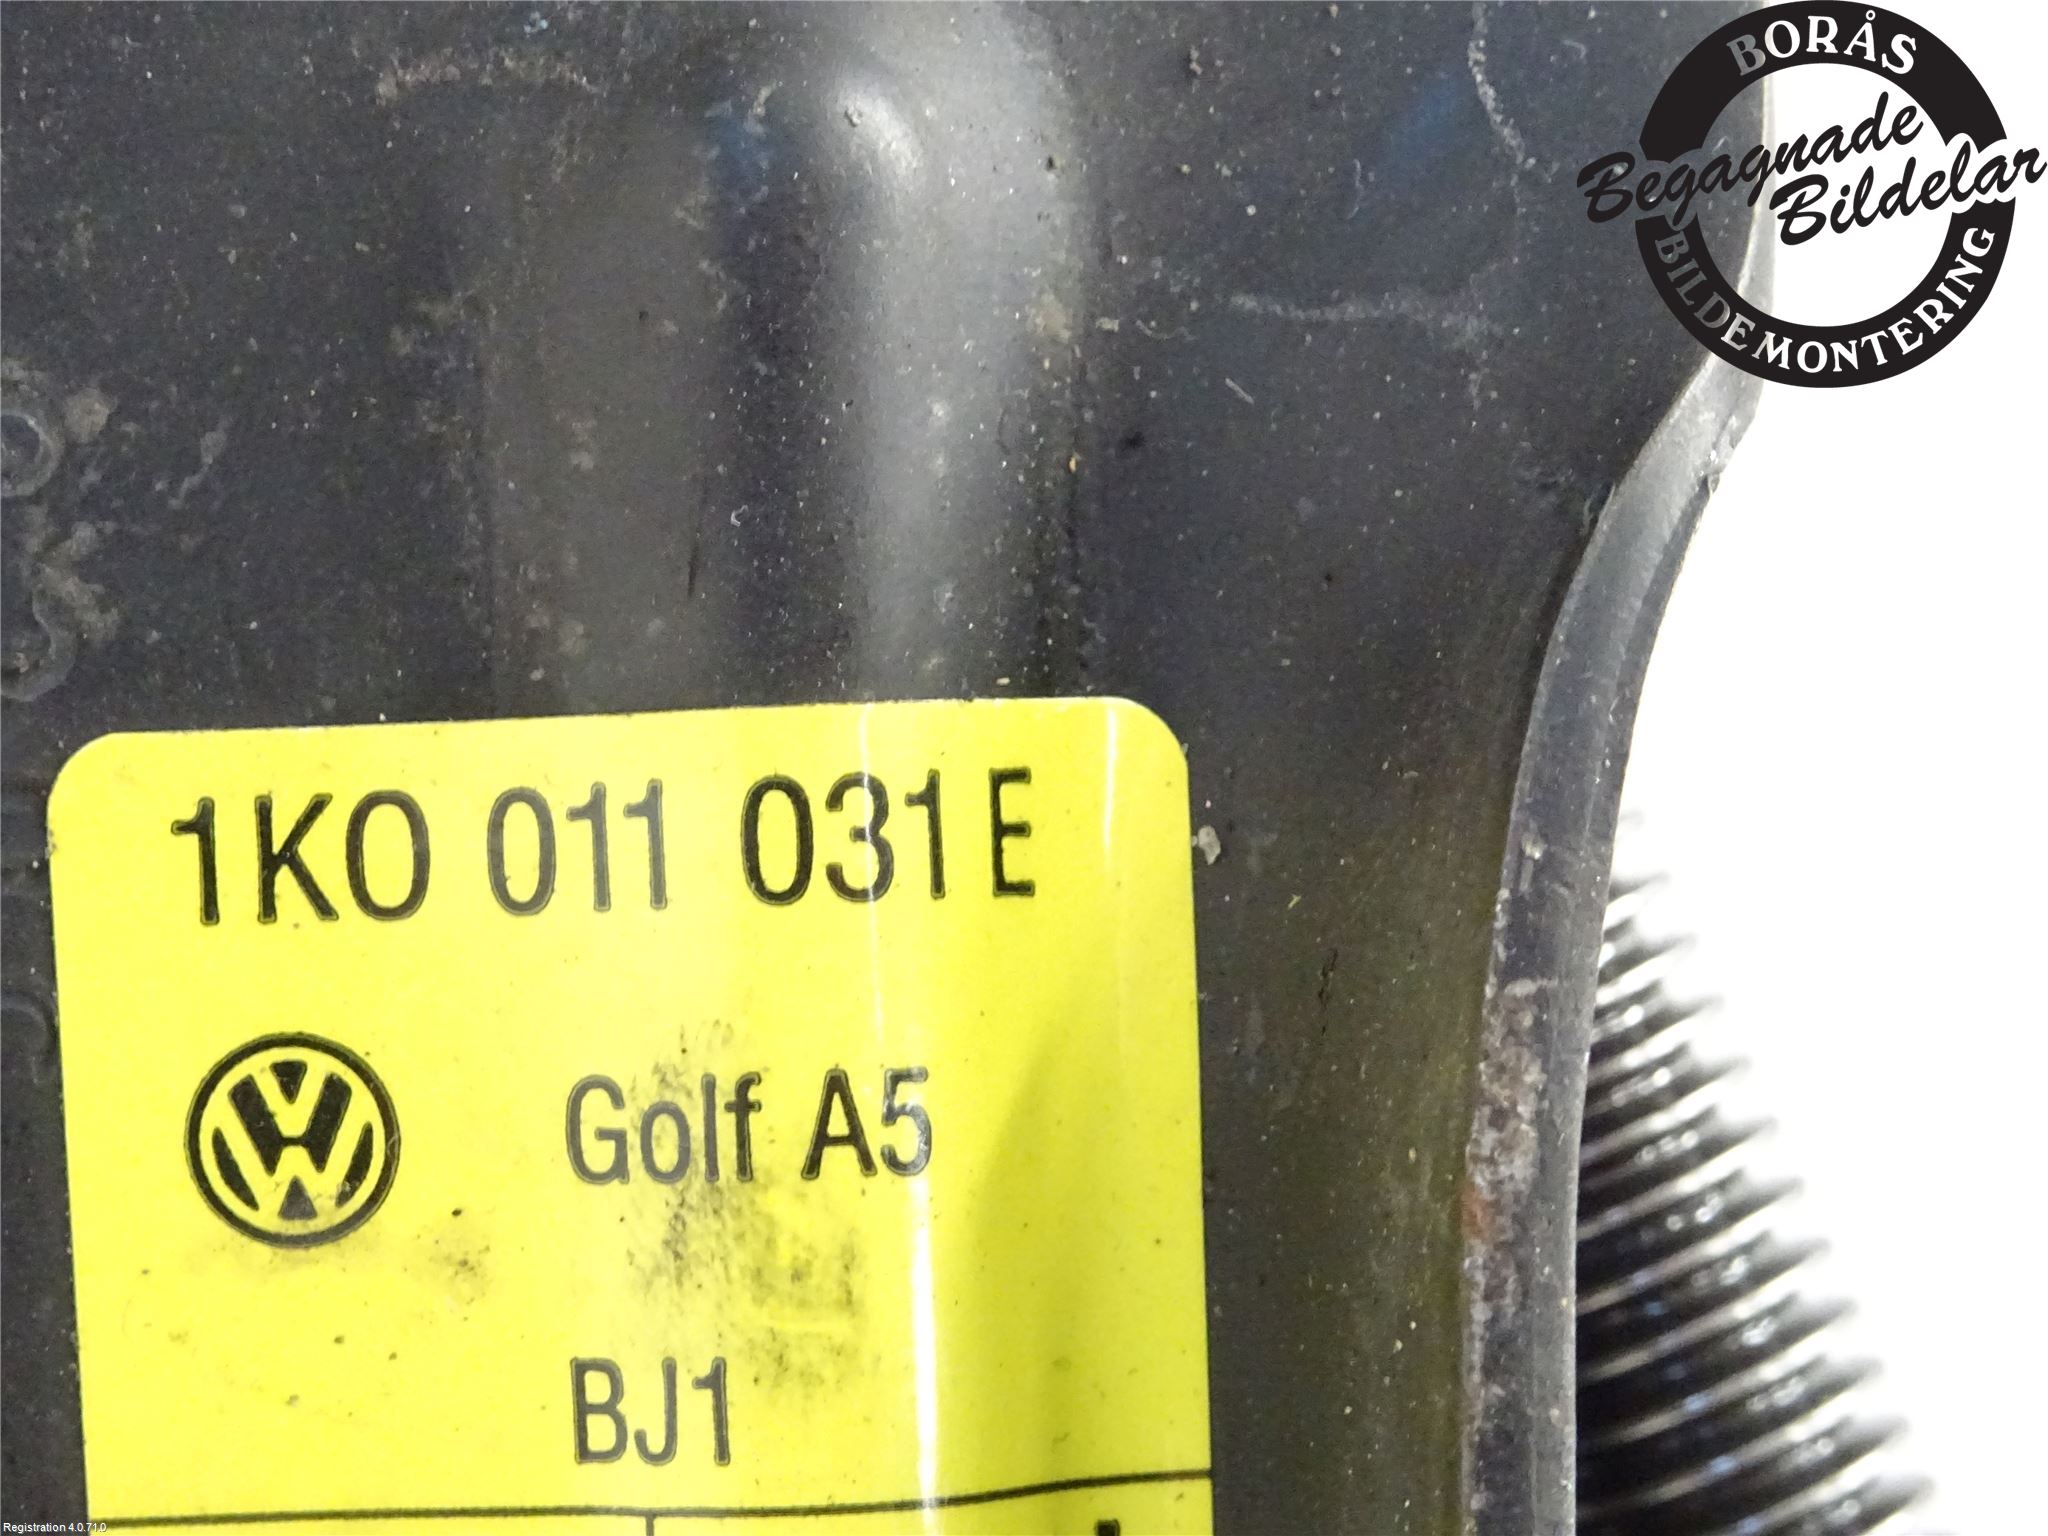 BORÅS
Begagnade
Bildelar
BILDEMONTERING
1K0 011 031 E
Golf A5
BJ1
Registration 4.0.71.0